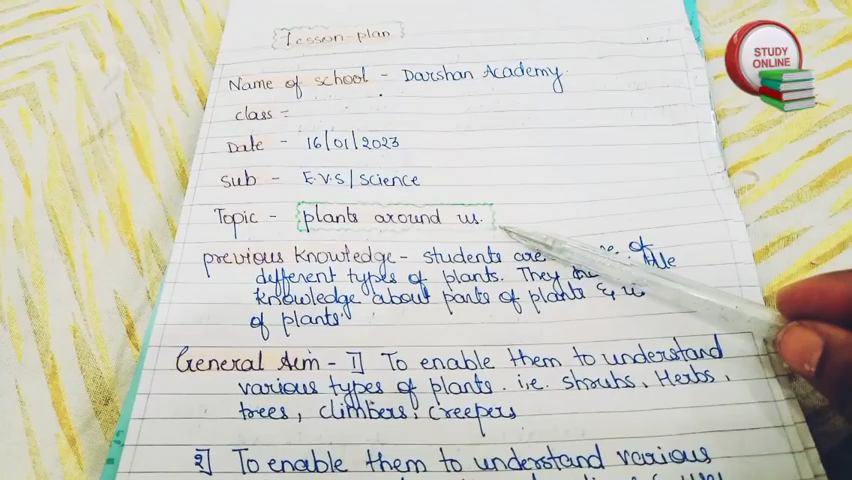 Lesson-plan
STUDY
ONLINE
Name of school - Darshan Academy
class =
Date - 16/01/2023
Sub - E.V.S/Science
Topic - plants around us.
previous knowledge - students are of
different types of plants. They little
knowledge about parts of plants &
of plants.
General Aim - 1] To enable them to understand
various types of plants. i.e. shrubs, Herbs,
trees, climbers, creepers
2] To enable them to understand various